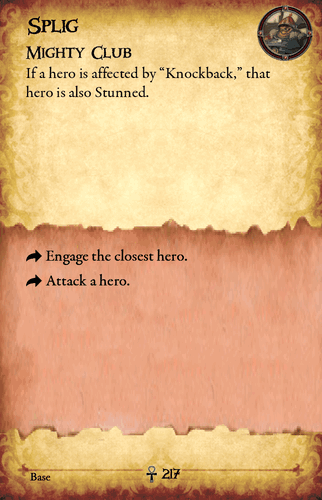 Splig
Mighty Club
If a hero is affected by “Knockback,” that
hero is also Stunned.
Engage the closest hero.
Attack a hero.
Base
217